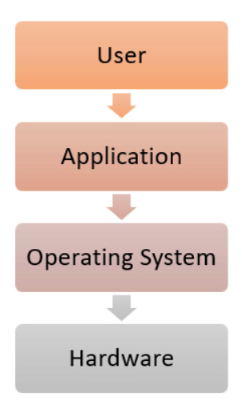 User
Application
Operating System
Hardware